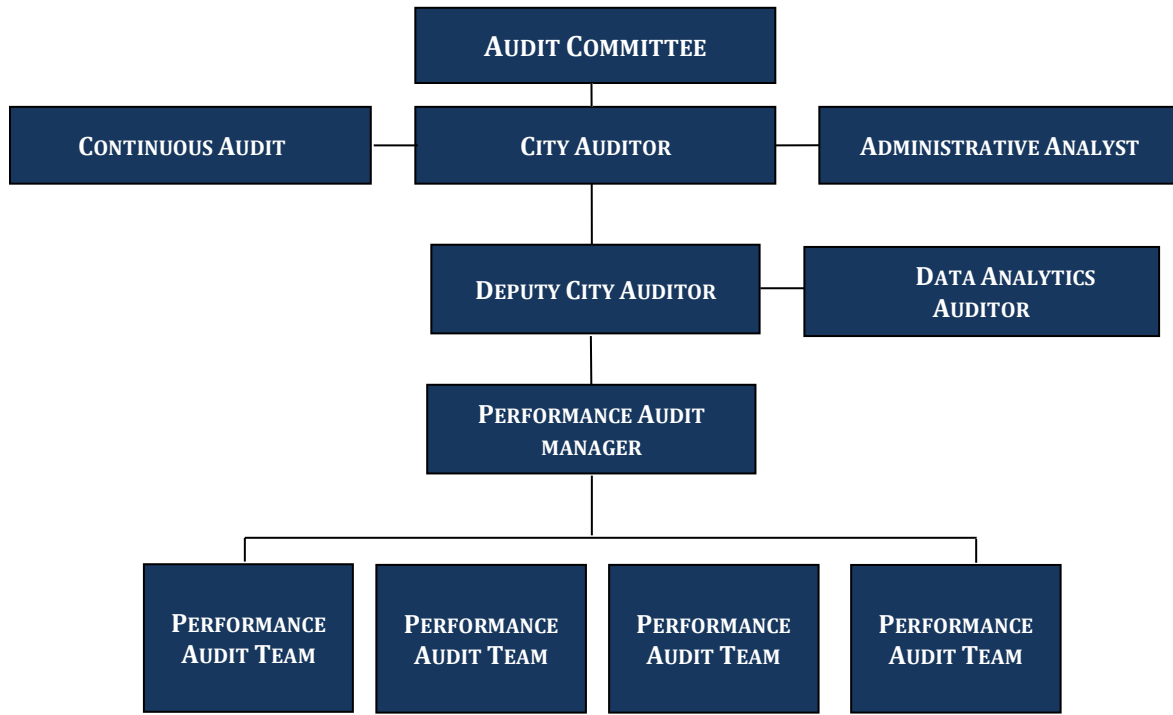 AUDIT COMMITTEE
CONTINUOUS AUDIT
CITY AUDITOR
ADMINISTRATIVE ANALYST
DEPUTY CITY AUDITOR
DATA ANALYTICS
AUDITOR
PERFORMANCE AUDIT
MANAGER
PERFORMANCE
AUDIT TEAM
PERFORMANCE
AUDIT TEAM
PERFORMANCE
AUDIT TEAM
PERFORMANCE
AUDIT TEAM